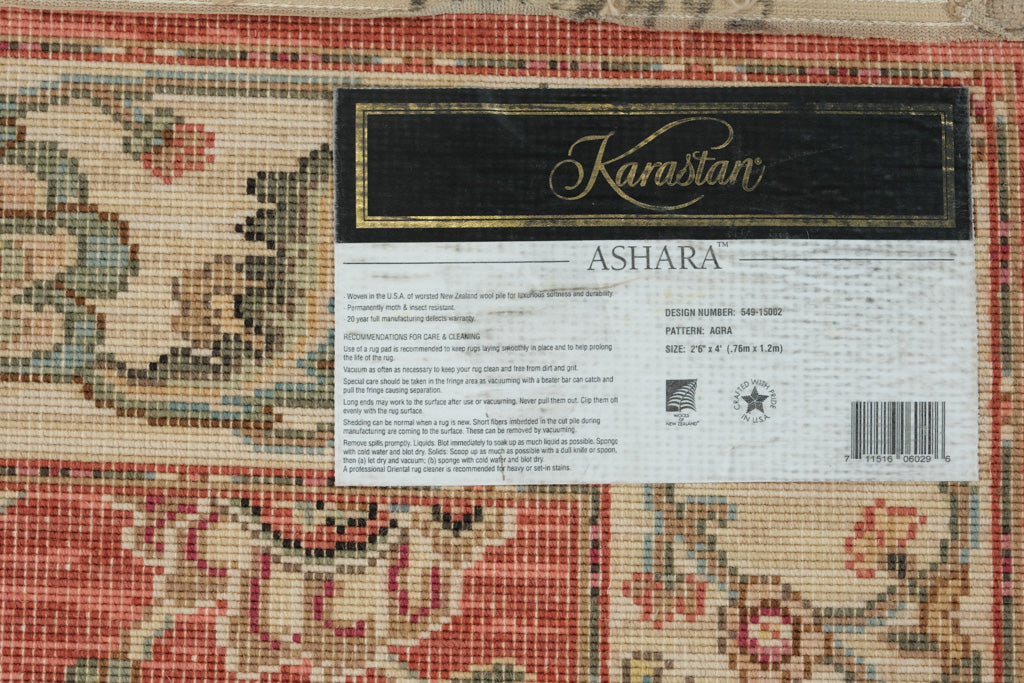 Karastan®
ASHARA™
· Woven in the U.S.A. of worsted New Zealand wool pile for luxurious softness and durability.
· Permanently moth & insect resistant.
· 20 year full manufacturing defects warranty.
RECOMMENDATIONS FOR CARE & CLEANING
Use of a rug pad is recommended to keep rugs laying smoothly in place and to help prolong
the life of the rug.
Vacuum as often as necessary to keep your rug clean and free from dirt and grit.
Special care should be taken in the fringe area as vacuuming with a beater bar can catch and
pull the fringe causing separation.
Long ends may work to the surface after use or vacuuming. Never pull them out. Clip them off
evenly with the rug surface.
Shedding can be normal when a rug is new. Short fibers imbedded in the cut pile during
manufacturing are coming to the surface. These can be removed by vacuuming.
Remove spills promptly. Liquids: Blot immediately to soak up as much liquid as possible. Sponge
with cold water and blot dry. Solids: Scoop up as much as possible with a dull knife or spoon,
then (a) let dry and vacuum; (b) sponge with cold water and blot dry.
A professional Oriental rug cleaner is recommended for heavy or set-in stains.
DESIGN NUMBER: 549-15002
PATTERN: AGRA
SIZE: 2'6" x 4' (.76m x 1.2m)
WOOLS
OF
NEW ZEALAND
CRAFTED WITH PRIDE
IN U.S.A.
7 11516 06029 6